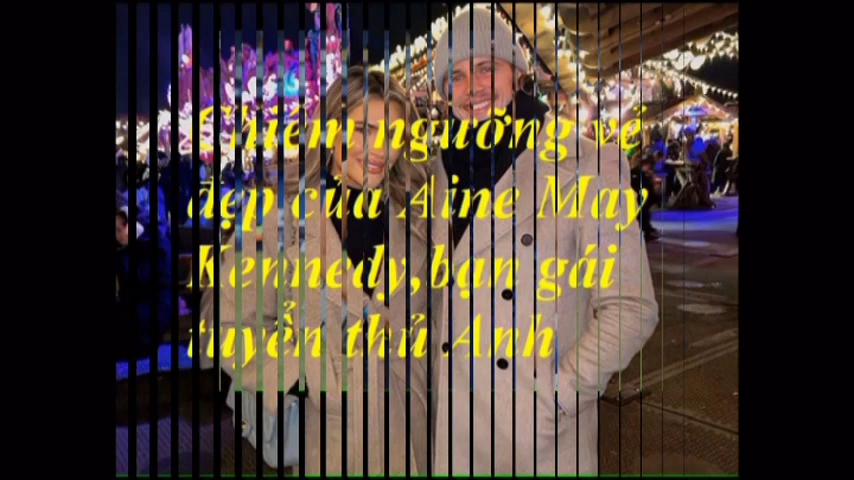 Chiêm ngưỡng vẻ
đẹp của Aine May
Kennedy,bạn gái
tuyển thủ Anh